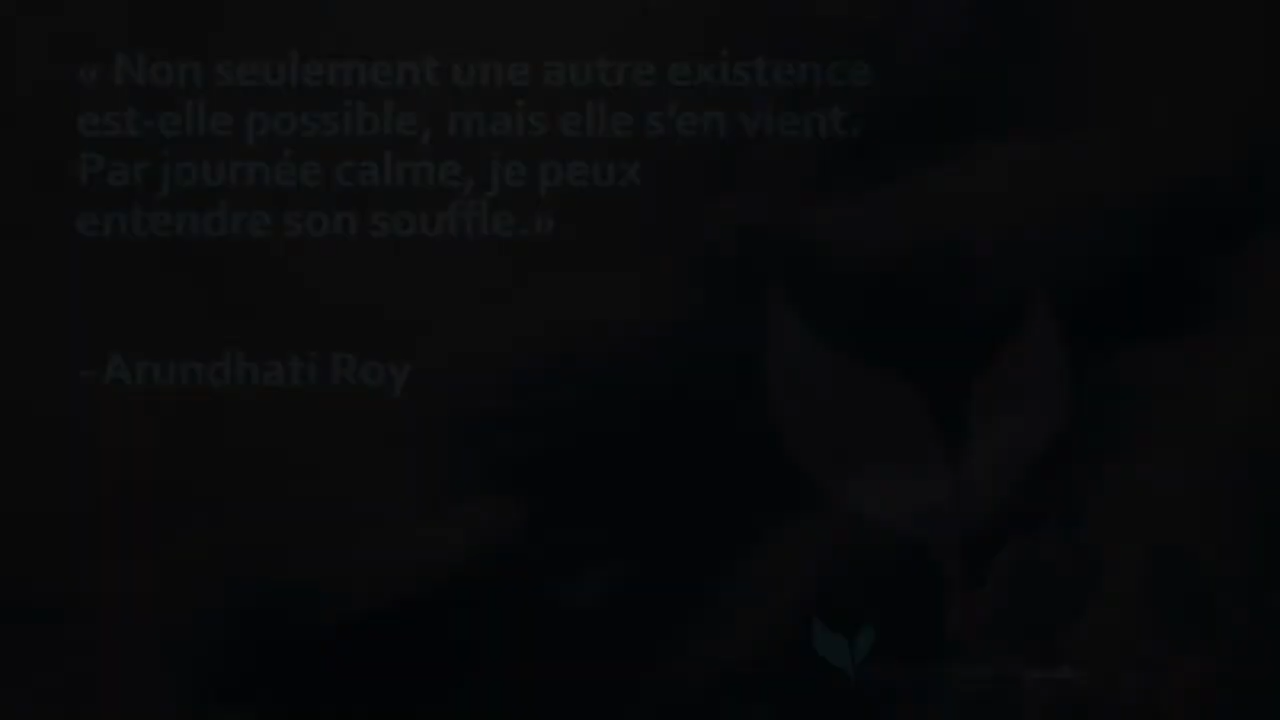 « Non seulement une autre existence
est-elle possible, mais elle s'en vient.
Par journée calme, je peux
entendre son souffle.»
- Arundhati Roy